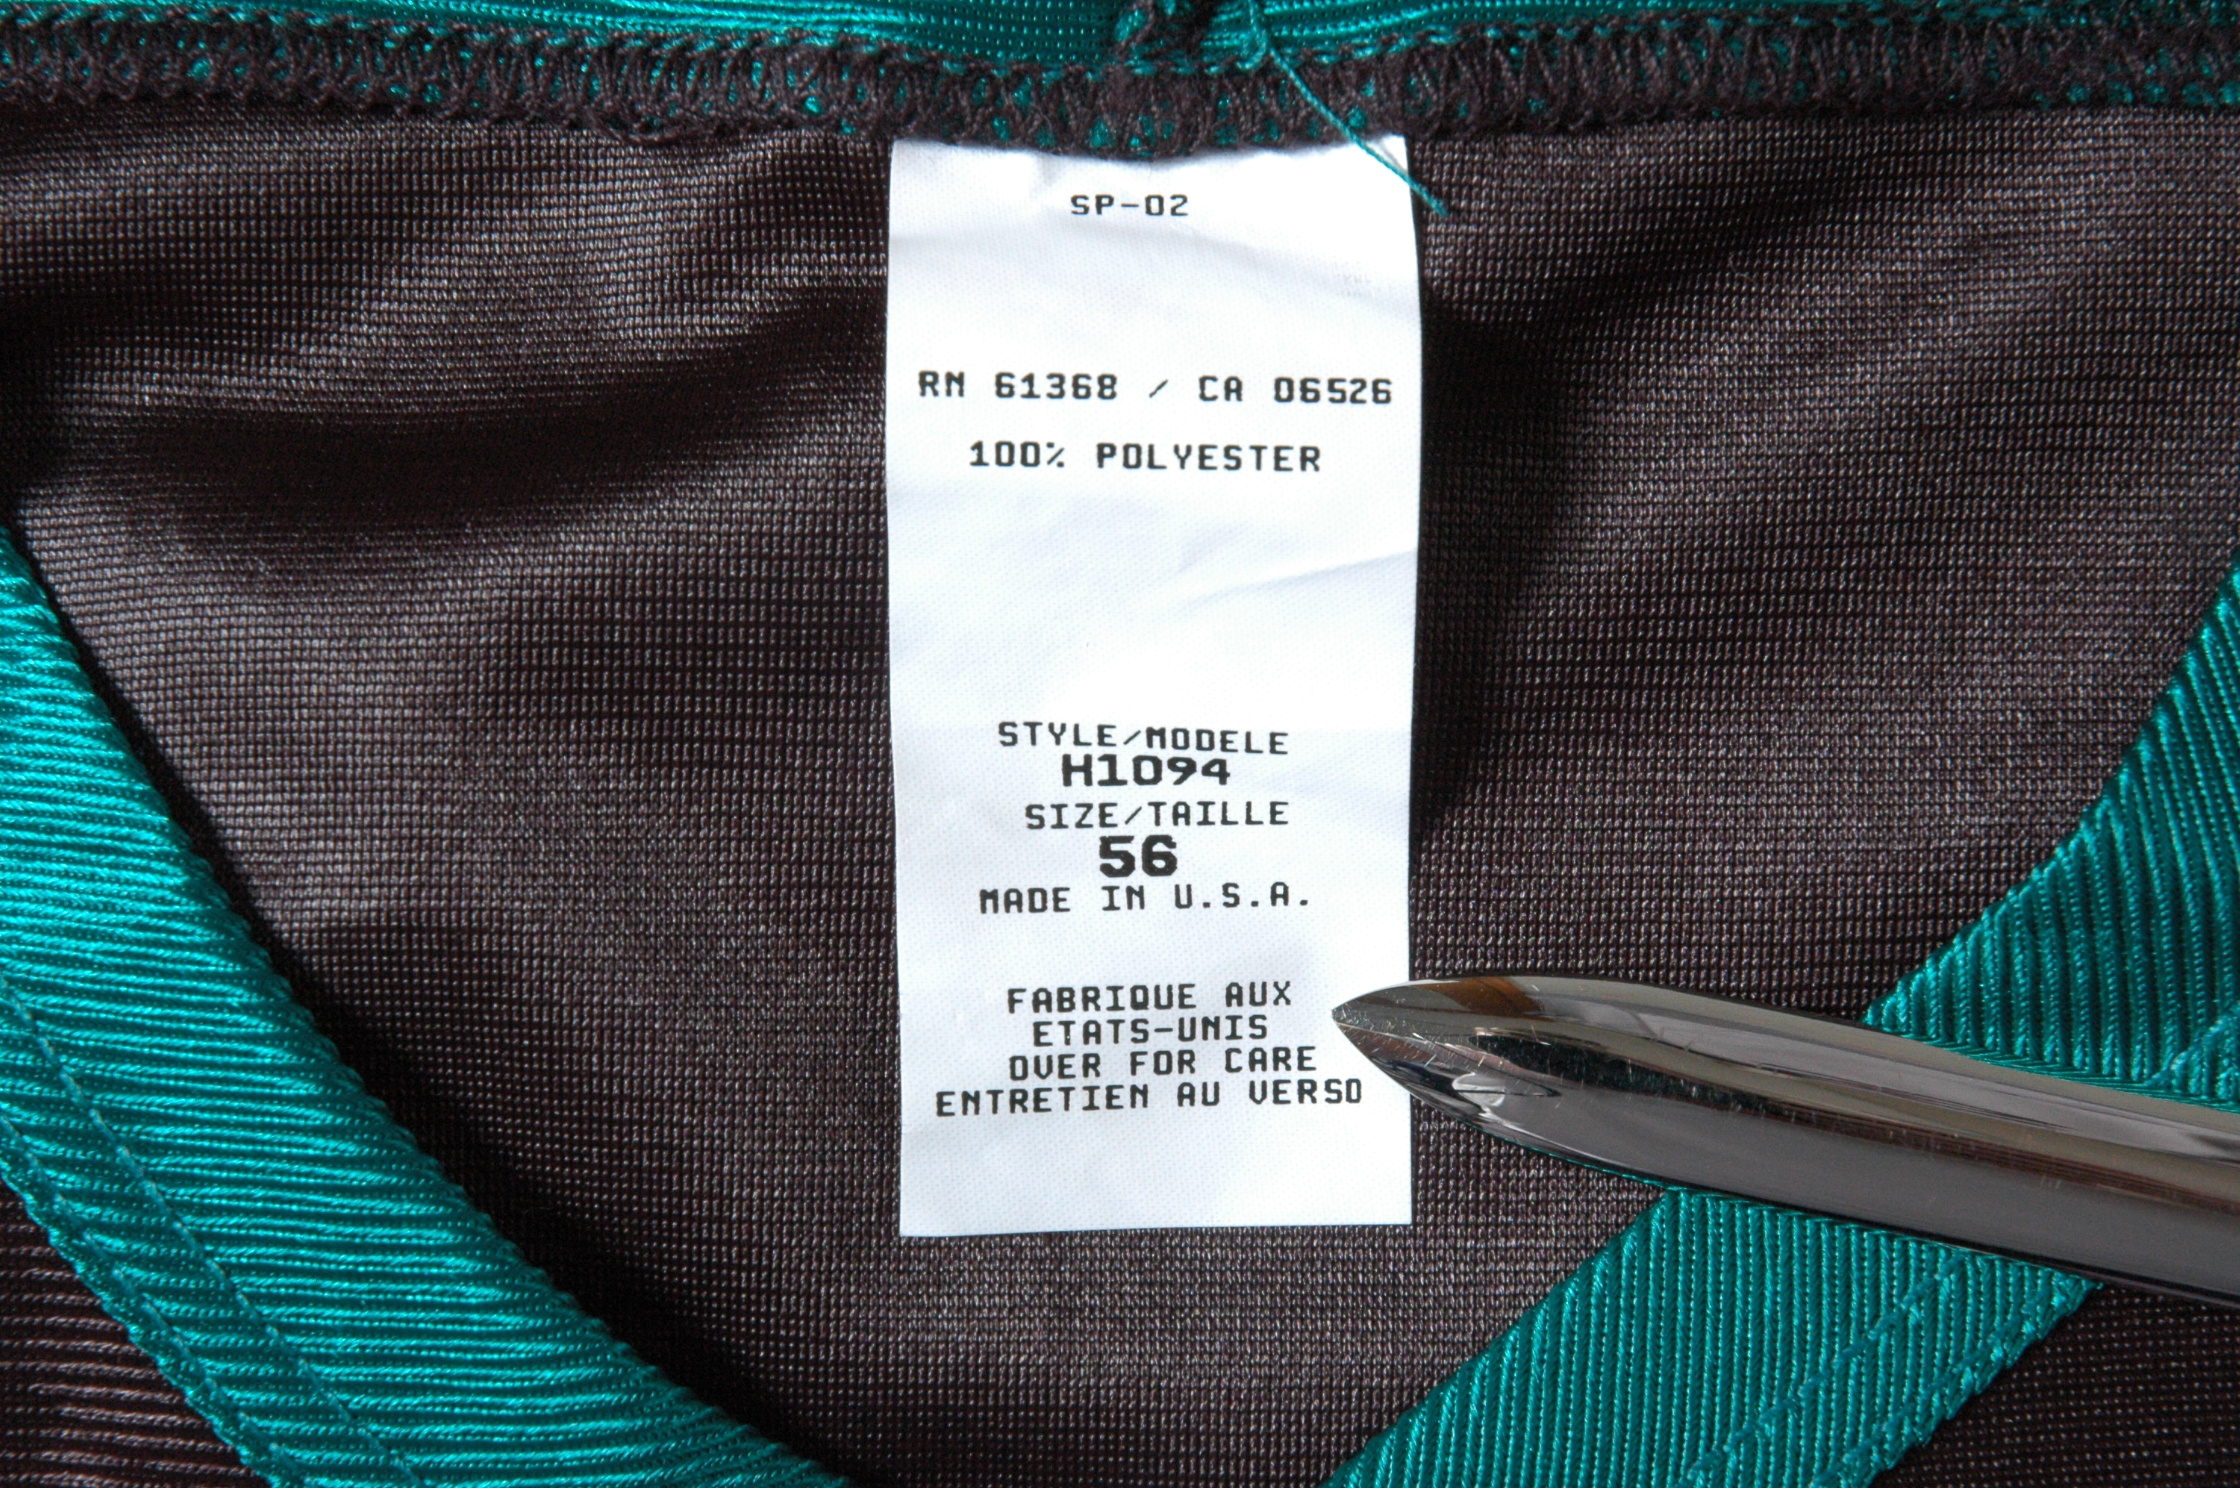 SP-02
RN 61368 / CA 06526
100% POLYESTER
STYLE/MODELE
H1094
SIZE/TAILLE
56
MADE IN U.S.A.
FABRIQUE AUX
ETATS-UNIS
OVER FOR CARE
ENTRETIEN AU VERSO